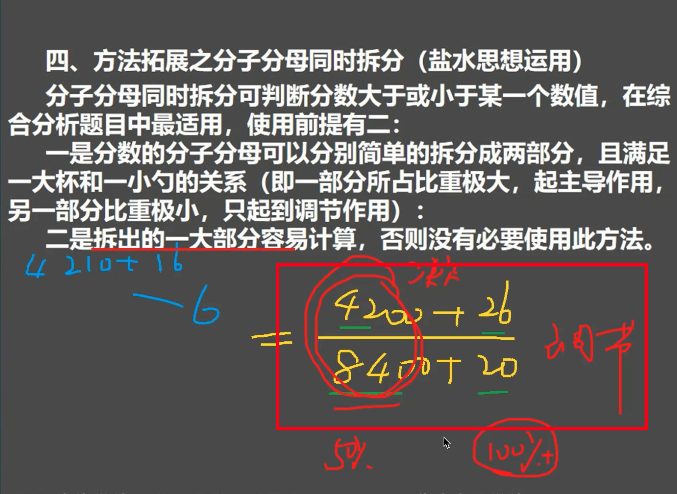 四、方法拓展之分子分母同时拆分（盐水思想运用）
分子分母同时拆分可判断分数大于或小于某一个数值，在综
合分析题目中最适用，使用前提有二：
一是分数的分子分母可以分别简单的拆分成两部分，且满足
一大杯和一小勺的关系（即一部分所占比重极大，起主导作用，
另一部分比重极小，只起到调节作用）：
二是拆出的一大部分容易计算，否则没有必要使用此方法。
4210+16
6
=
4200+26
8400+20
50%
100%+